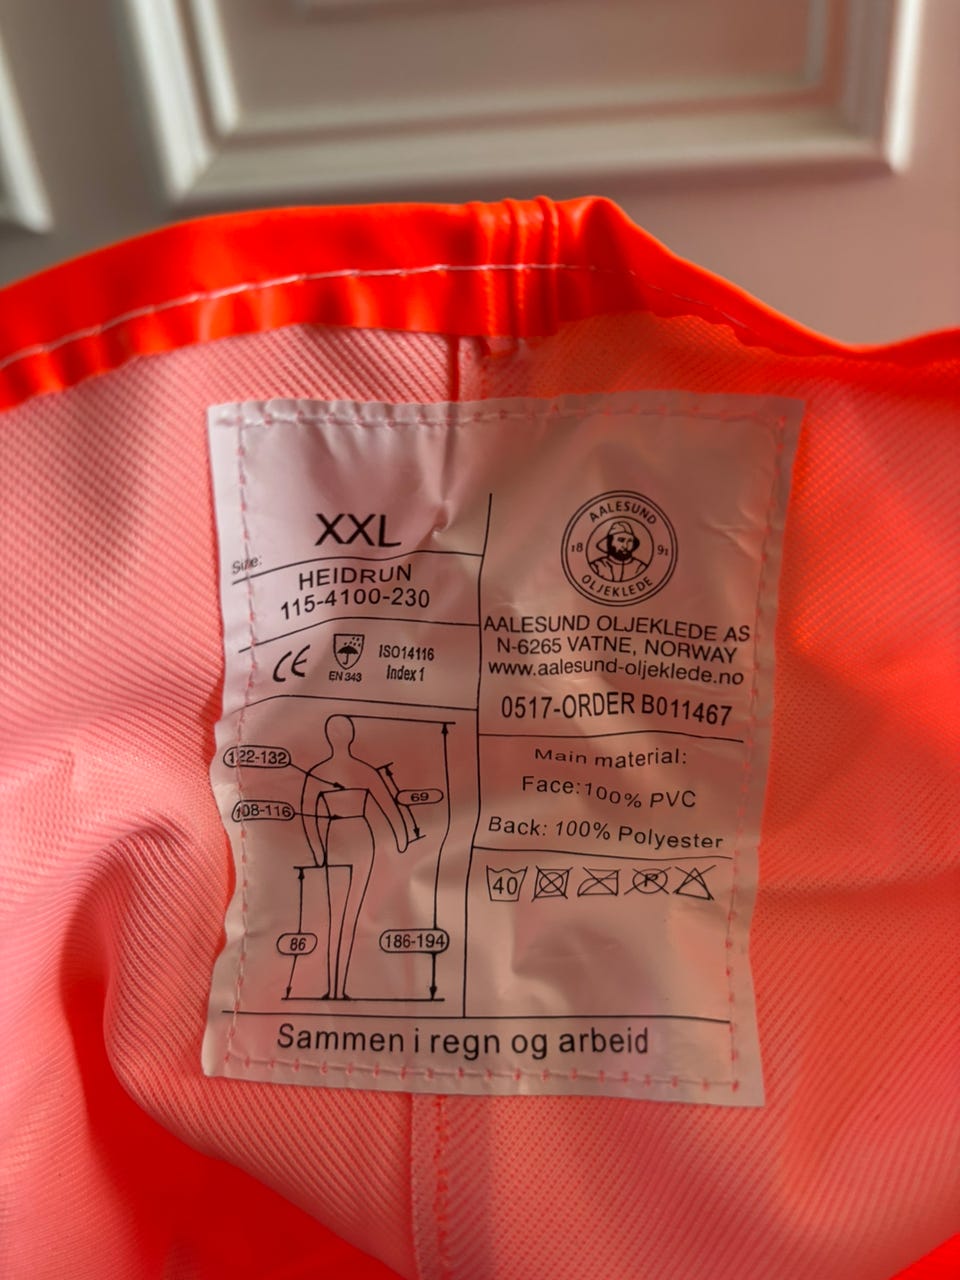 XXL
Size:
HEIDRUN
115-4100-230
CE
EN 343
ISO14116
Index 1
122-132
108-116
69
86
186-194
AALESUND
18 91
OLJEKLEDE
AALESUND OLJEKLEDE AS
N-6265 VATNE, NORWAY
www.aalesund-oljeklede.no
0517-ORDER B011467
Main material:
Face:100% PVC
Back: 100% Polyester
40
P
Sammen i regn og arbeid